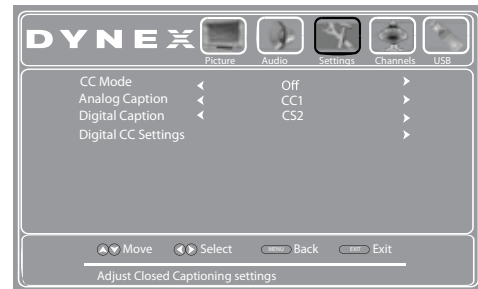 DYNEX
Picture Audio Settings Channels USB
CC Mode Off
Analog Caption CC1
Digital Caption CS2
Digital CC Settings
Move Select MENU Back EXIT Exit
Adjust Closed Captioning settings